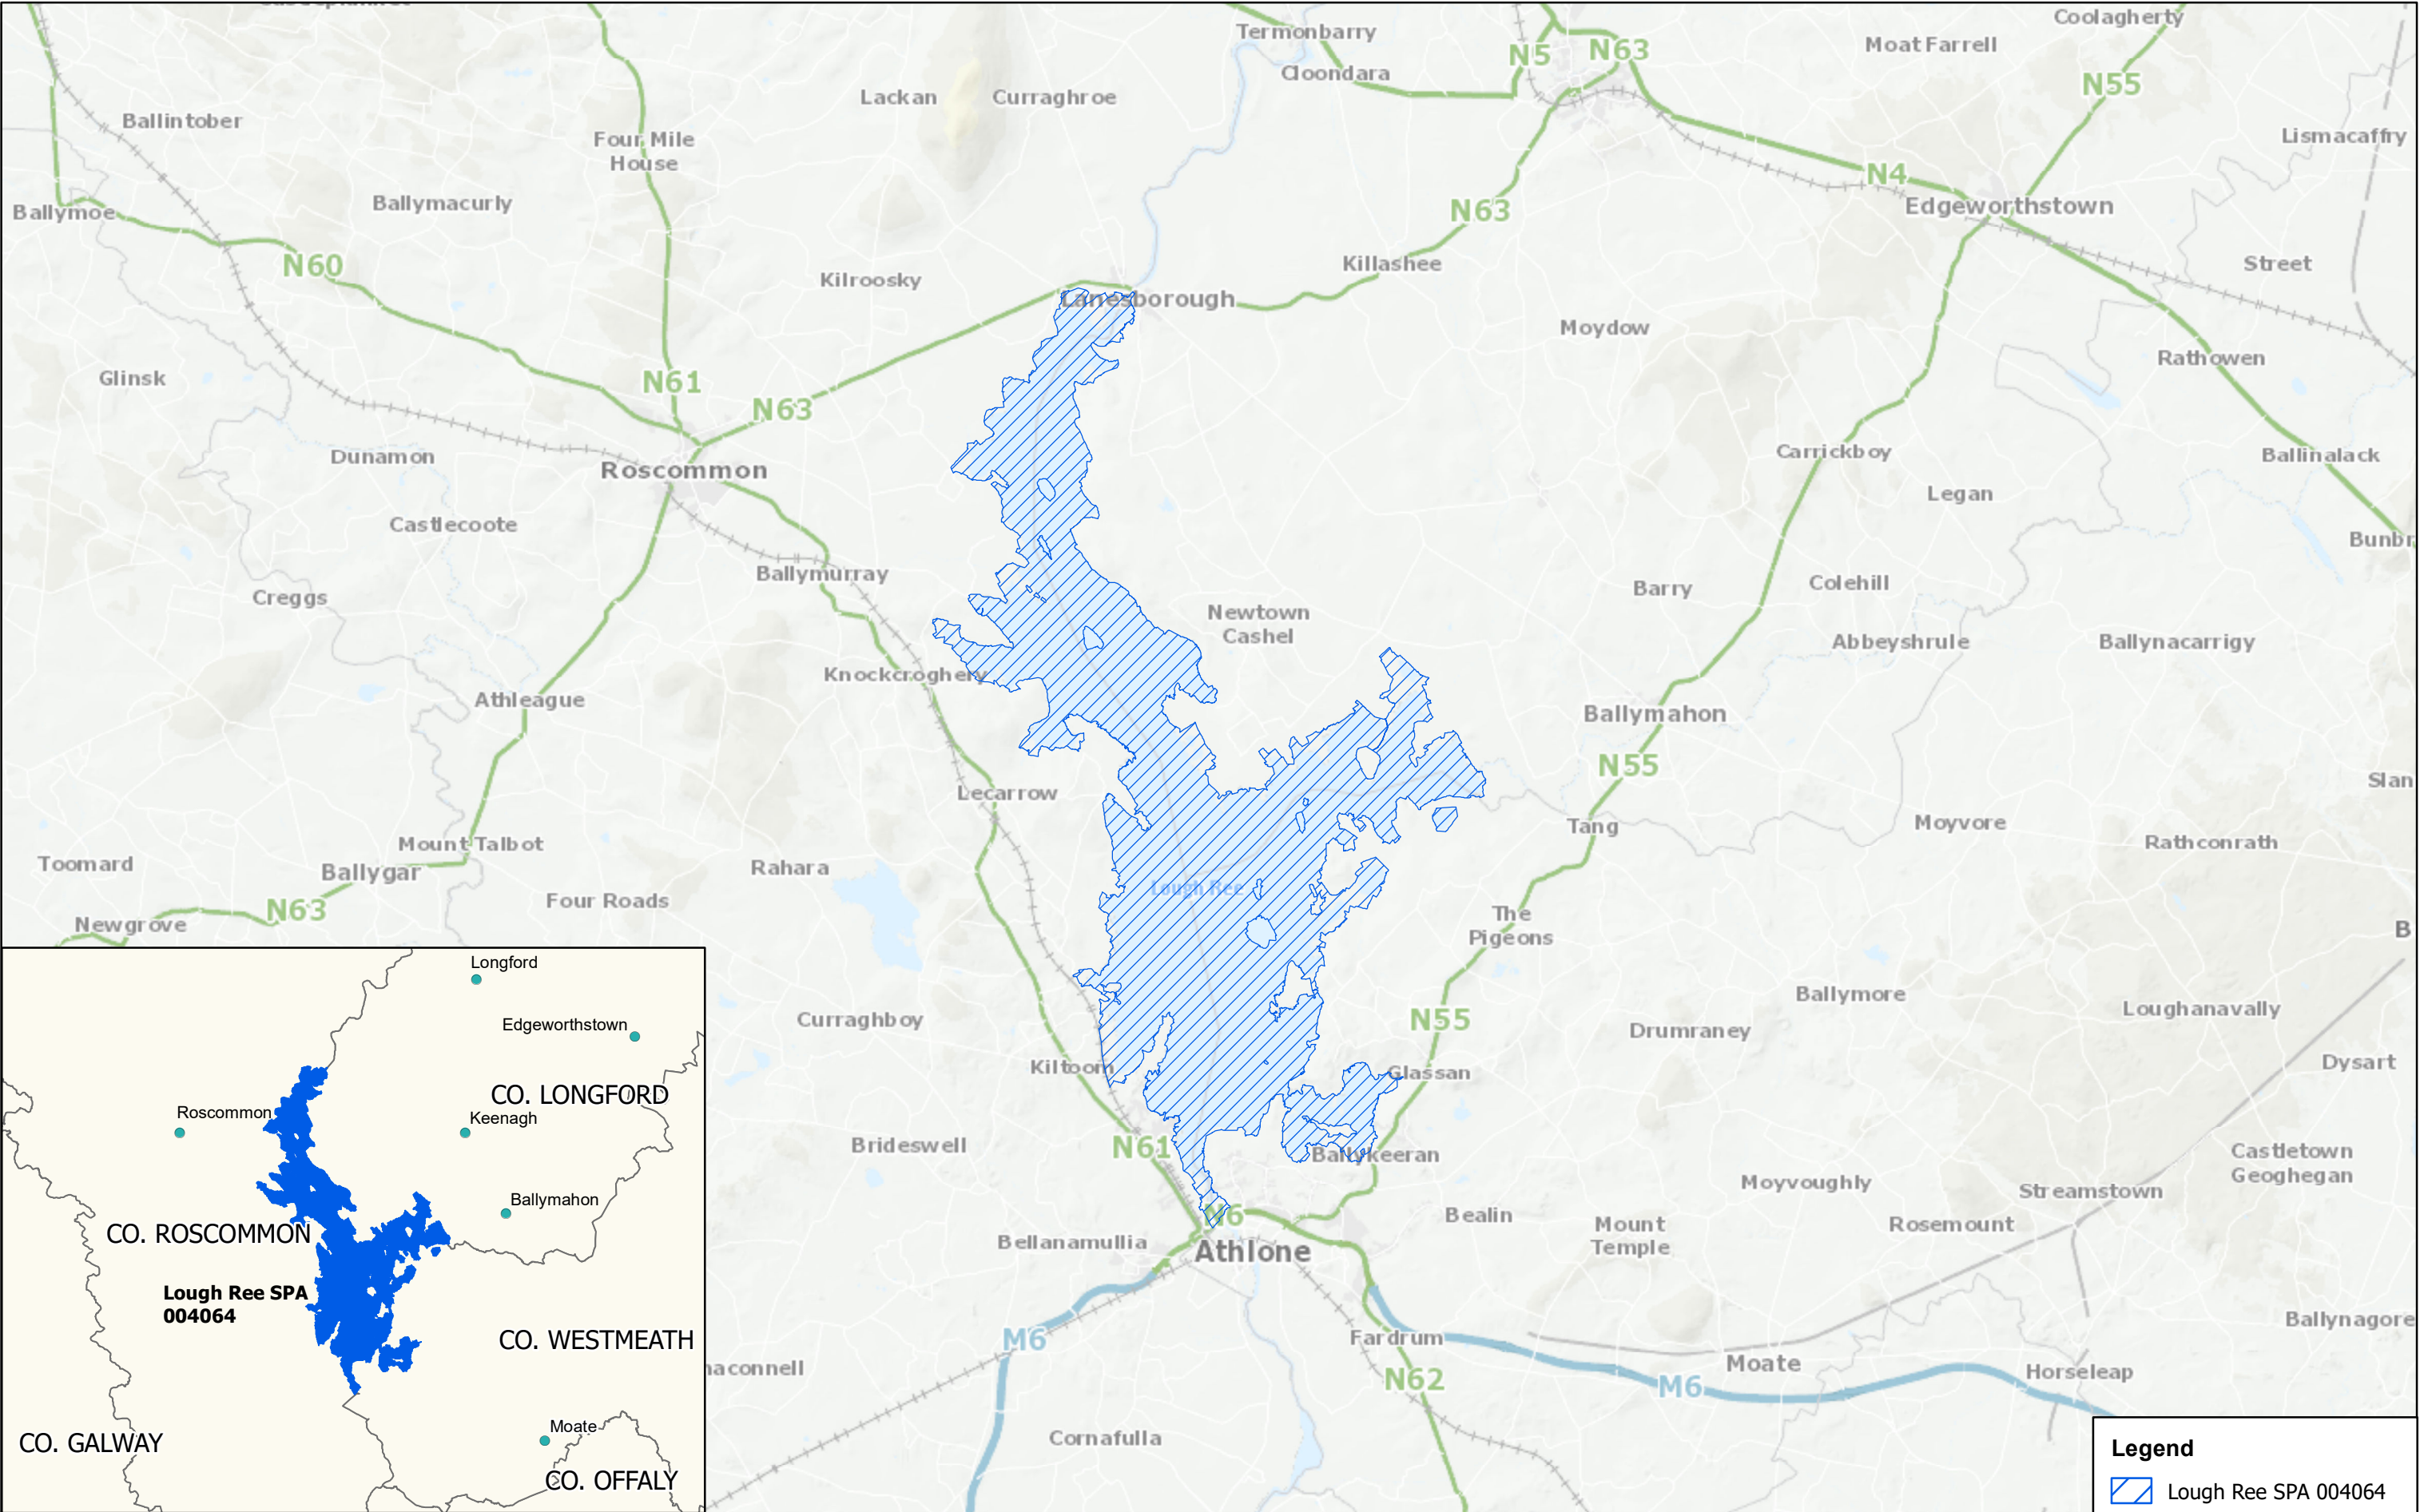 Termonbarry
Coolagherty
Moat Farrell
N5
N63
Cloondara
N55
Lackan
Curraghroe
Ballintober
Four Mile
House
Lismacaffry
N4
Ballymoe
Ballymacurly
N63
Edgeworthstown
N60
Kilroosky
Killashee
Street
Lanesborough
Moydow
Rathowen
Glinsk
N61
N63
Dunamon
Roscommon
Carrickboy
Ballinalack
Legan
Castlecoote
Bunbr
Ballymurray
Creggs
Newtown
Cashel
Barry
Colehill
Abbeyshrule
Ballynacarrigy
Knockcroghery
Athleague
Ballymahon
N55
Slan
Lecarrow
Tang
Moyvore
Mount Talbot
Rathconrath
Toomard
Ballygar
Rahara
Lough Ree
Four Roads
N63
Newgrove
The
Pigeons
B
Ballymore
Loughanavally
Curraghboy
N55
Drumraney
Kiltoom
Glassan
Dysart
N61
Brideswell
Ballykeeran
Castletown
Geoghegan
Moyvoughly
Streamstown
N6
Bealin
Mount
Temple
Rosemount
Bellanamullia
Athlone
M6
Fardrum
Ballynagore
naconnell
N62
Moate
M6
Horseleap
Cornafulla
Longford
Edgeworthstown
CO. LONGFORD
Roscommon
Keenagh
Ballymahon
CO. ROSCOMMON
Lough Ree SPA
004064
CO. WESTMEATH
Moate
CO. GALWAY
CO. OFFALY
Legend
Lough Ree SPA 004064